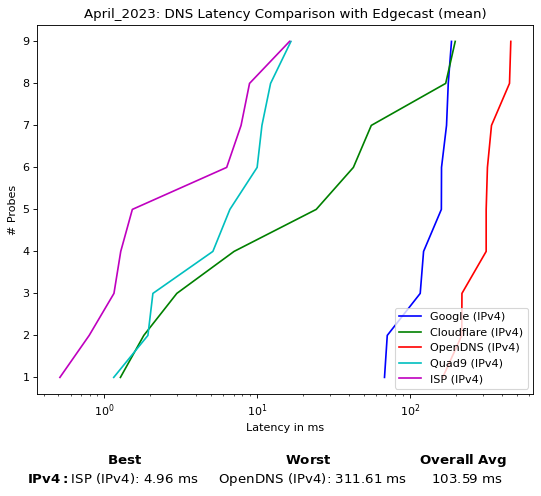 April_2023: DNS Latency Comparison with Edgecast (mean)
# Probes
9
8
7
6
5
4
3
2
1
Google (IPv4)
Cloudflare (IPv4)
OpenDNS (IPv4)
Quad9 (IPv4)
ISP (IPv4)
10⁰ 10¹ 10²
Latency in ms
Best Worst Overall Avg
IPv4: ISP (IPv4): 4.96 ms OpenDNS (IPv4): 311.61 ms 103.59 ms